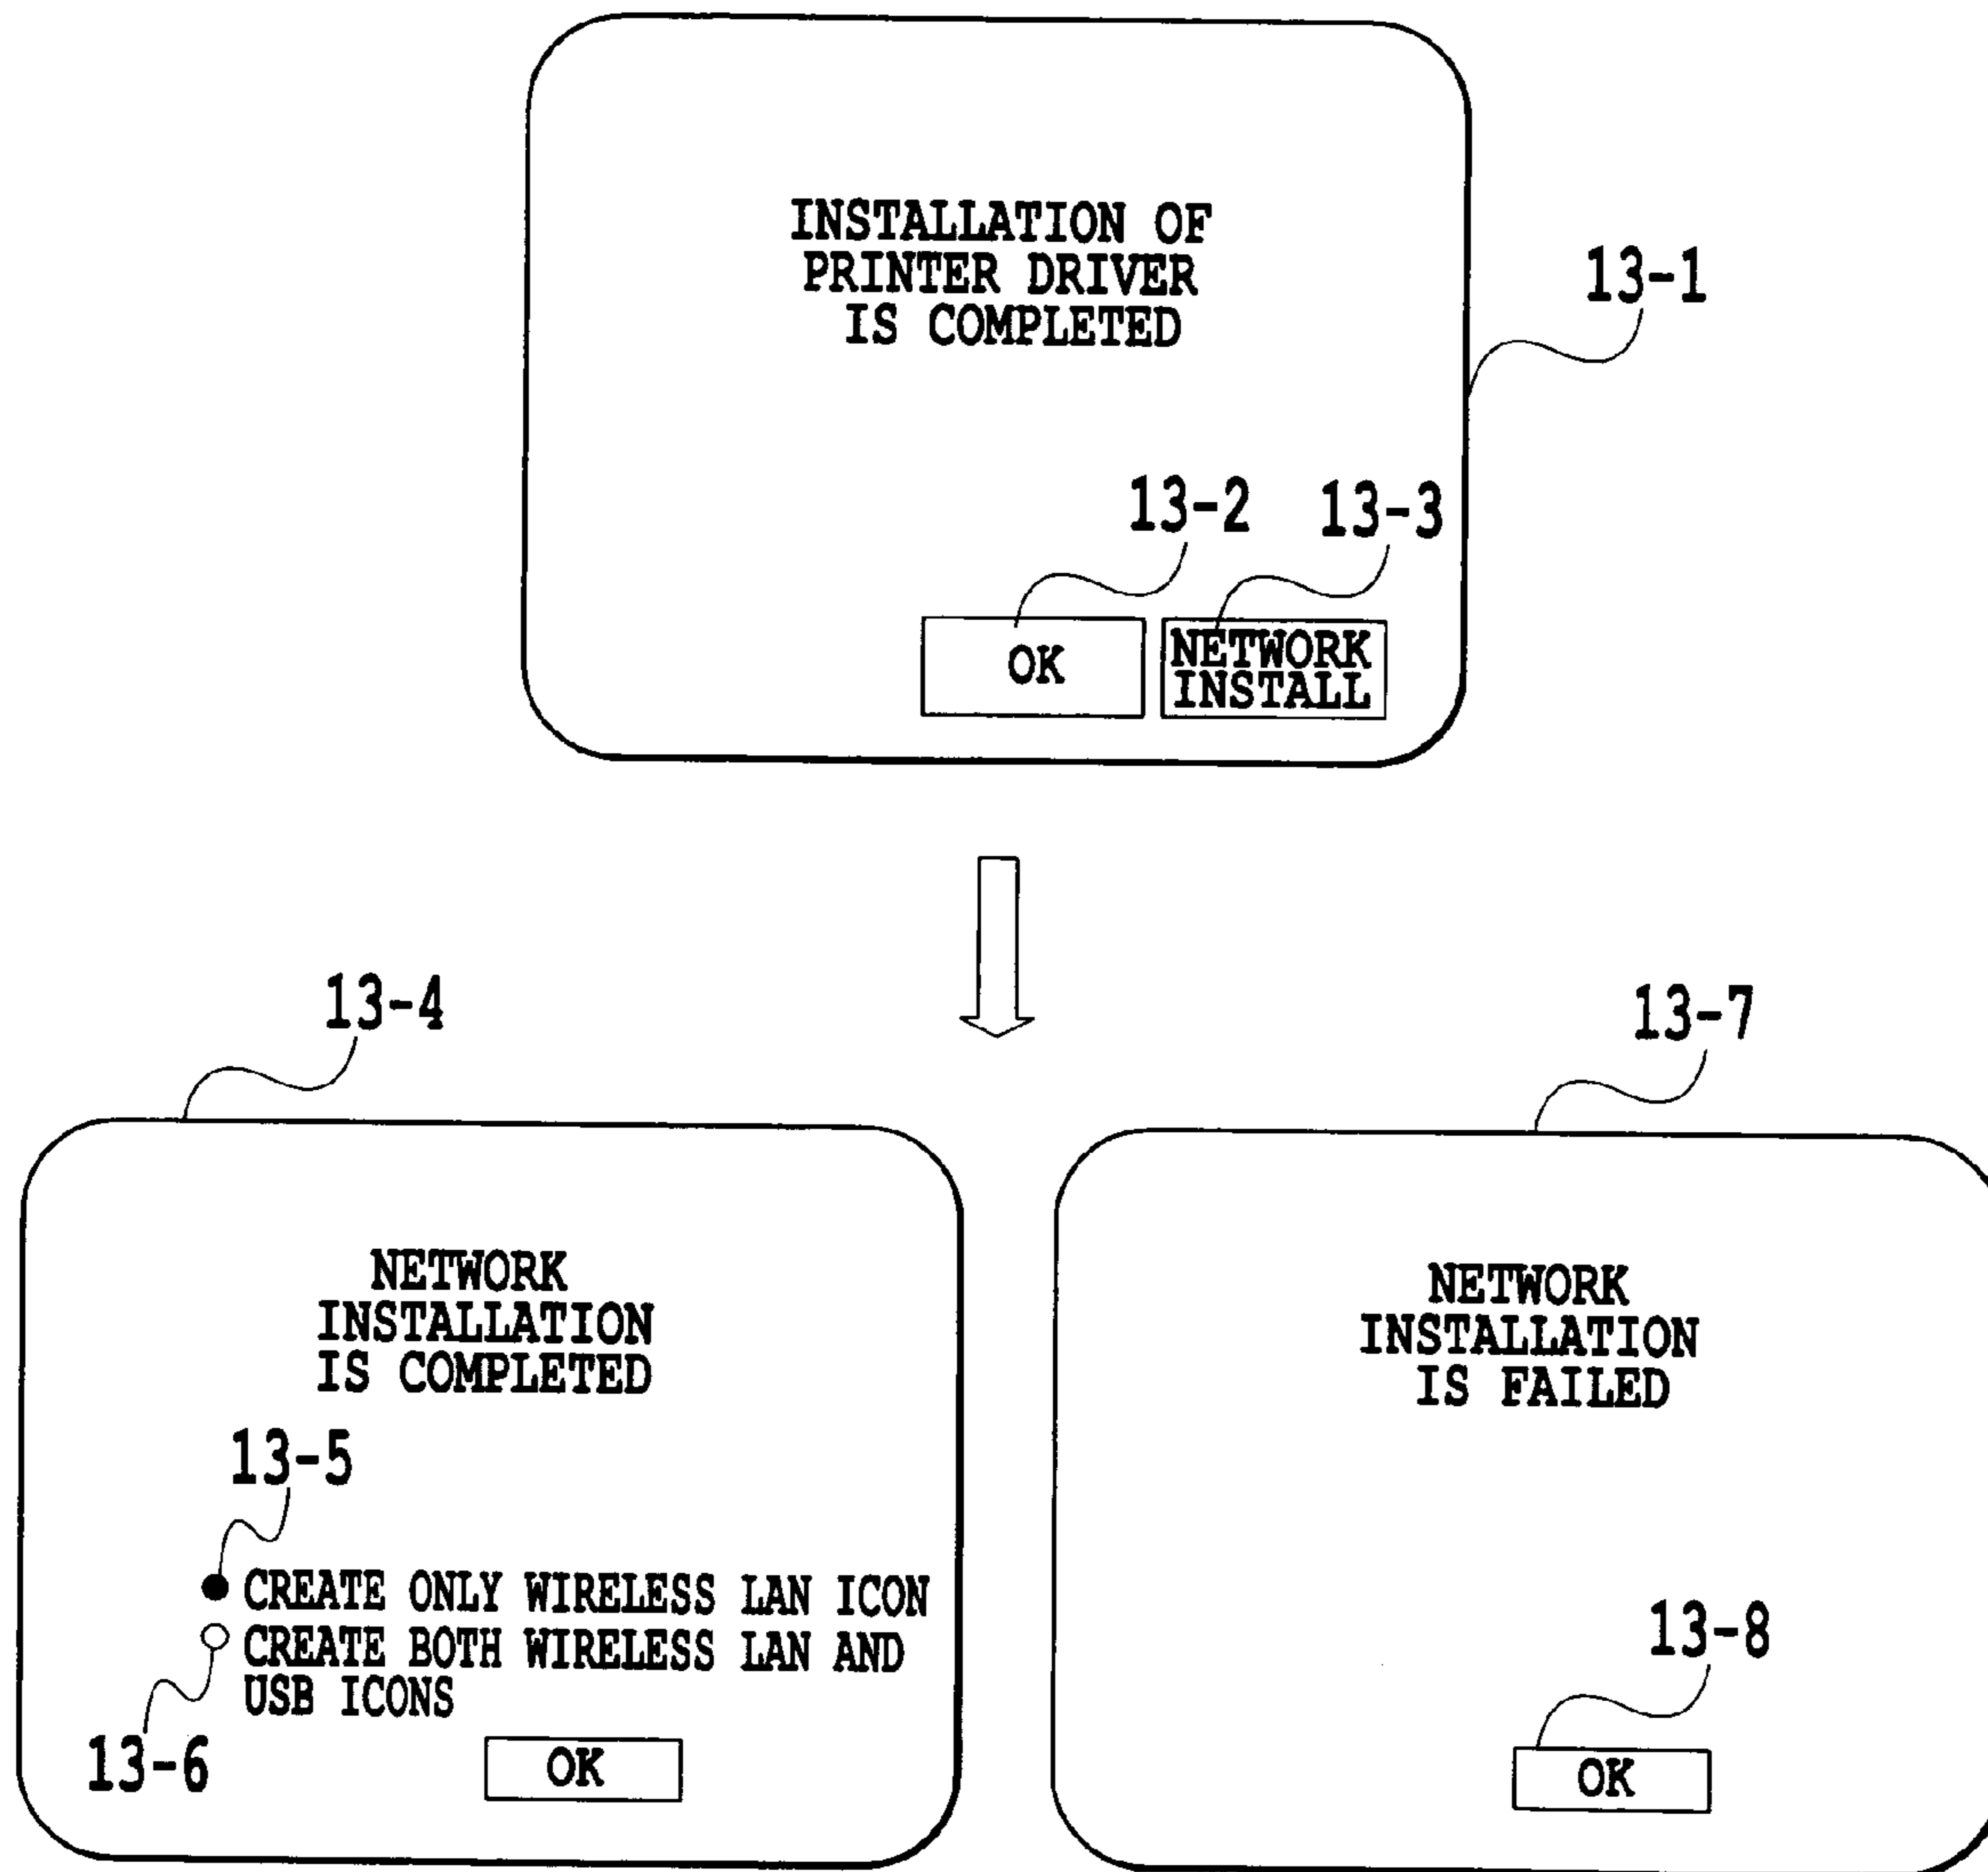 INSTALLATION OF
PRINTER DRIVER
IS COMPLETED
13-1
13-2
13-3
OK
NETWORK
INSTALL
13-4
13-7
NETWORK
INSTALLATION
IS COMPLETED
13-5
CREATE ONLY WIRELESS LAN ICON
CREATE BOTH WIRELESS LAN AND
USB ICONS
13-6
OK
NETWORK
INSTALLATION
IS FAILED
13-8
OK